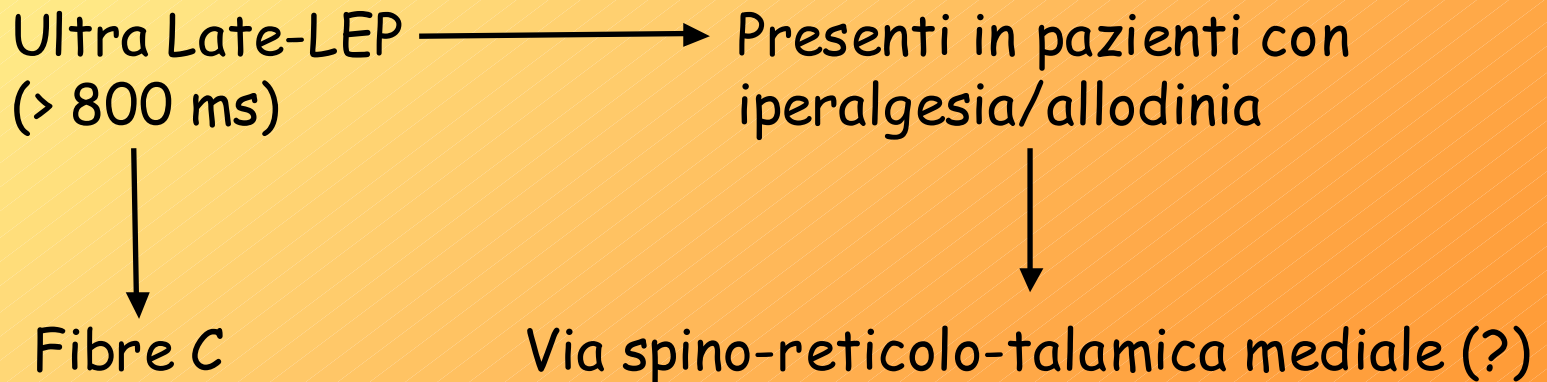 Ultra Late-LEP
(> 800 ms)
Presenti in pazienti con
iperalgesia/allodinia
Fibre C
Via spino-reticolo-talamica mediale (?)